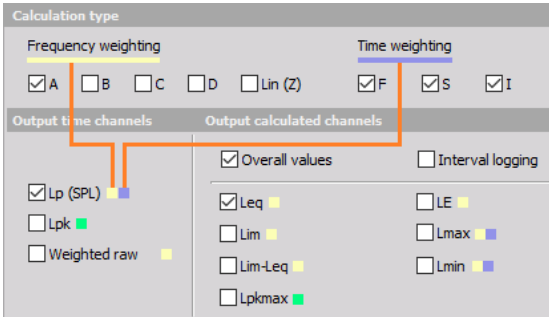 Calculation type
Frequency weighting Time weighting
A B C D Lin (Z) F S I
Output time channels Output calculated channels
Overall values Interval logging
Lp (SPL)
Lpk
Weighted raw
Leq LE
Lim Lmax
Lim-Leq Lmin
Lpkmax